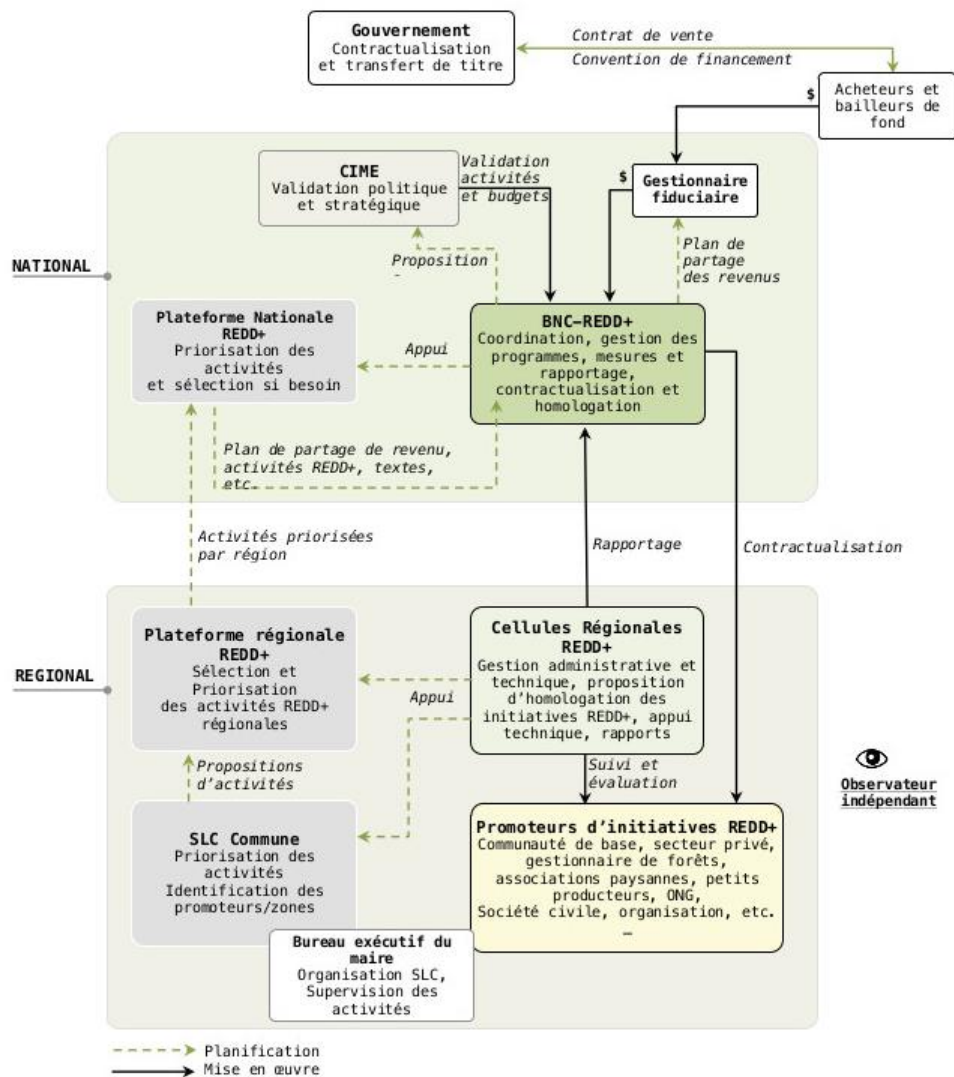 Gouvernement
Contractualisation
et transfert de titre
Contrat de vente
Convention de financement
$
Acheteurs et
bailleurs de
fond
CIME
Validation politique
et stratégique
Validation
activités
et budgets
$
Gestionnaire
fiduciaire
Proposition
-
Plan de
partage
des revenus
NATIONAL
Plateforme Nationale
REDD+
Priorisation des
activités
et sélection si besoin
Appui
BNC-REDD+
Coordination, gestion des
programmes, mesures et
rapportage,
contractualisation et
homologation
Plan de partage de revenu,
activités REDD+, textes,
etc.
Activités priorisées
par région
Rapportage
Contractualisation
REGIONAL
Plateforme régionale
REDD+
Sélection et
Priorisation
des activités REDD+
régionales
Appui
Cellules Régionales
REDD+
Gestion administrative et
technique, proposition
d’homologation des
initiatives REDD+, appui
technique, rapports
Propositions
d’activités
Suivi et
évaluation
Observateur
indépendant
SLC Commune
Priorisation des
activités
Identification des
promoteurs/zones
Promoteurs d’initiatives REDD+
Communauté de base, secteur privé,
gestionnaire de forêts,
associations paysannes, petits
producteurs, ONG,
Société civile, organisation, etc.
…
Bureau exécutif du
maire
Organisation SLC,
Supervision des
activités
Planification
Mise en œuvre